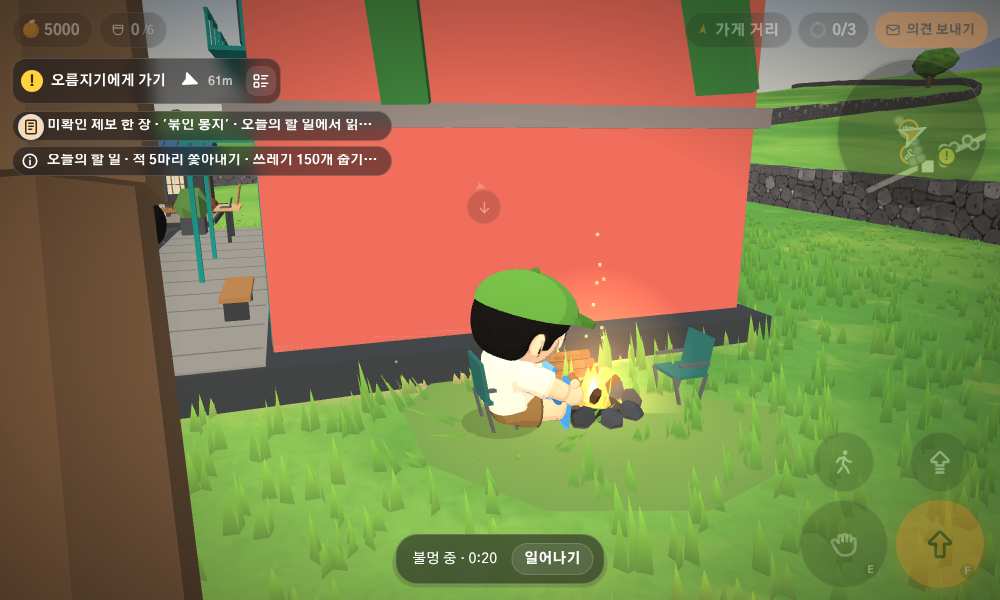 5000
0/6
가게 거리
0/3
의견 보내기
! 오름지기에게 가기 61m
미확인 제보 한 장 · '묶인 뭉치' · 오늘의 할 일에서 읽…
오늘의 할 일 · 적 5마리 쫓아내기 · 쓰레기 150개 줍기…
!
불멍 중 · 0:20
일어나기
E
F